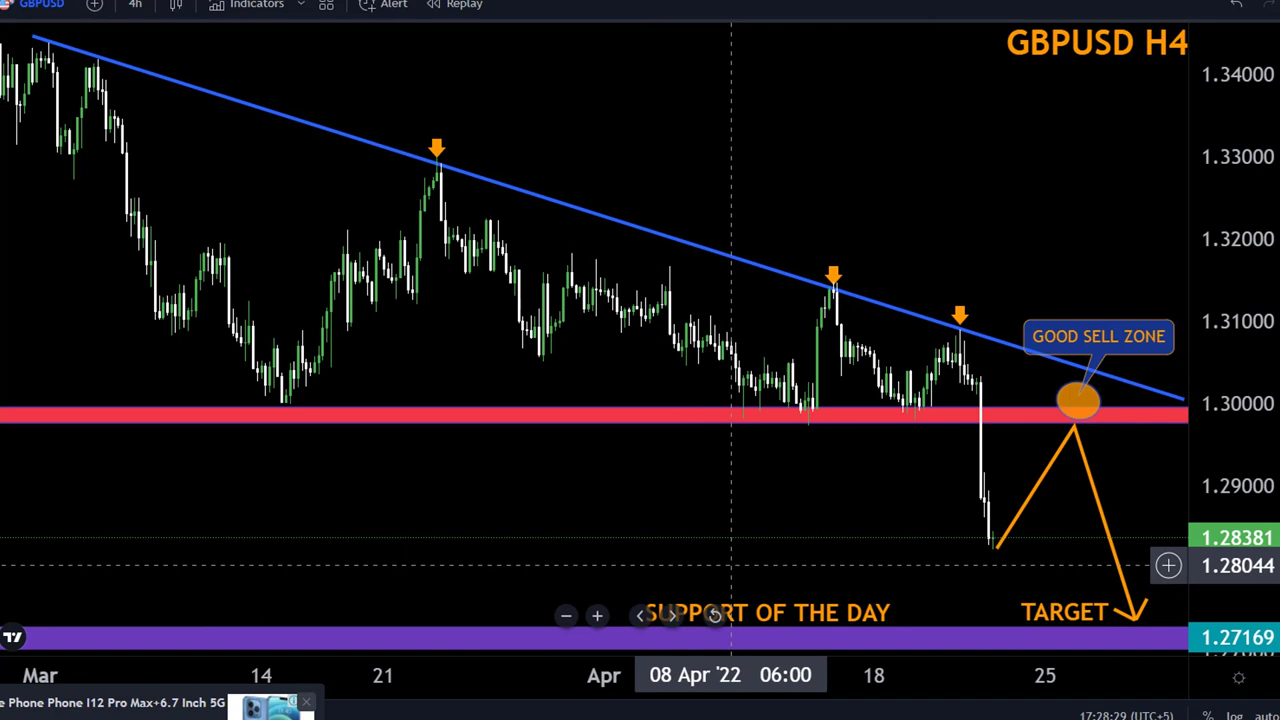 GBPUSD 4h Indicators Alert Replay
GBPUSD H4
1.34000
1.33000
1.32000
1.31000
GOOD SELL ZONE
1.30000
1.29000
1.28381
1.28044
SUPPORT OF THE DAY TARGET
1.27169
Mar 14 21 Apr 08 Apr '22 06:00 18 25
e Phone Phone I12 Pro Max+6.7 Inch 5G
17:28:29 (UTC+5) % log auto